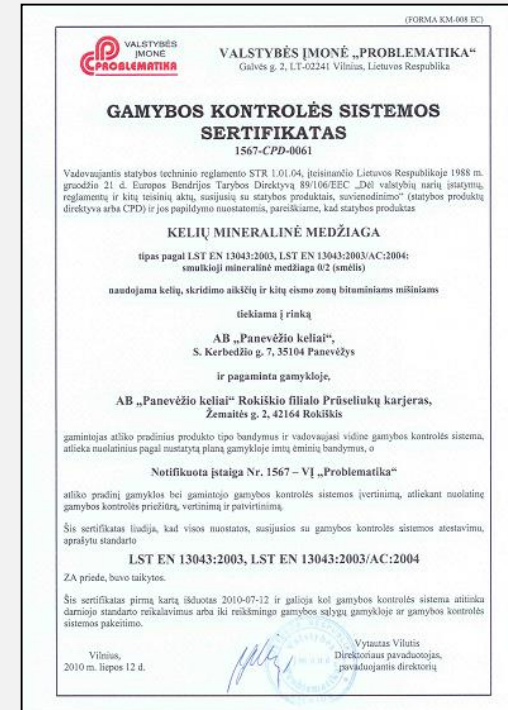 (FORMA KM-008 EC)
VALSTYBĖS
ĮMONĖ
PROBLEMATIKA
VALSTYBĖS ĮMONĖ „PROBLEMATIKA“
Galvės g. 2, LT-02241 Vilnius, Lietuvos Respublika
GAMYBOS KONTROLĖS SISTEMOS
SERTIFIKATAS
1567-CPD-0061
Vadovaujantis statybos techninio reglamento STR 1.01.04, įteisinančio Lietuvos Respublikoje 1988 m.
gruodžio 21 d. Europos Bendrijos Tarybos Direktyvą 89/106/EEC „Dėl valstybių narių įstatymų,
reglamentų ir kitų teisinių aktų, susijusių su statybos produktais, suvienodinimo“ (statybos produktų
direktyva arba CPD) ir jos papildymo nuostatomis, pareiškiame, kad statybos produktas
KELIŲ MINERALINĖ MEDŽIAGA
tipas pagal LST EN 13043:2003, LST EN 13043:2003/AC:2004:
smulkioji mineralinė medžiaga 0/2 (smėlis)
naudojama kelių, skridimo aikščių ir kitų eismo zonų bituminiams mišiniams
tiekiama į rinką
AB „Panevėžio keliai“,
S. Kerbedžio g. 7, 35104 Panevėžys
ir pagaminta gamykloje,
AB „Panevėžio keliai“ Rokiškio filialo Prūseliukų karjeras,
Žemaitės g. 2, 42164 Rokiškis
gamintojas atliko pradinius produkto tipo bandymus ir vadovaujasi vidine gamybos kontrolės sistema,
atlieka nuolatinius pagal nustatytą planą gamykloje imtų ėminių bandymus, o
Notifikuota įstaiga Nr. 1567 – VĮ „Problematika“
atliko pradinį gamyklos bei gamintojo gamybos kontrolės sistemos įvertinimą, atliekant nuolatinę
gamybos kontrolės priežiūrą, vertinimą ir patvirtinimą.
Šis sertifikatas liudija, kad visos nuostatos, susijusios su gamybos kontrolės sistemos atestavimu,
aprašytu standarto
LST EN 13043:2003, LST EN 13043:2003/AC:2004
ZA priede, buvo taikytos.
Šis sertifikatas pirmą kartą išduotas 2010-07-12 ir galioja kol gamybos kontrolės sistema atitinka
darniojo standarto reikalavimus arba iki reikšmingo gamybos sąlygų gamykloje ar gamybos kontrolės
sistemos pakeitimo.
Vilnius,
2010 m. liepos 12 d.
Vytautas Vilutis
Direktoriaus pavaduotojas,
pavaduojantis direktorių